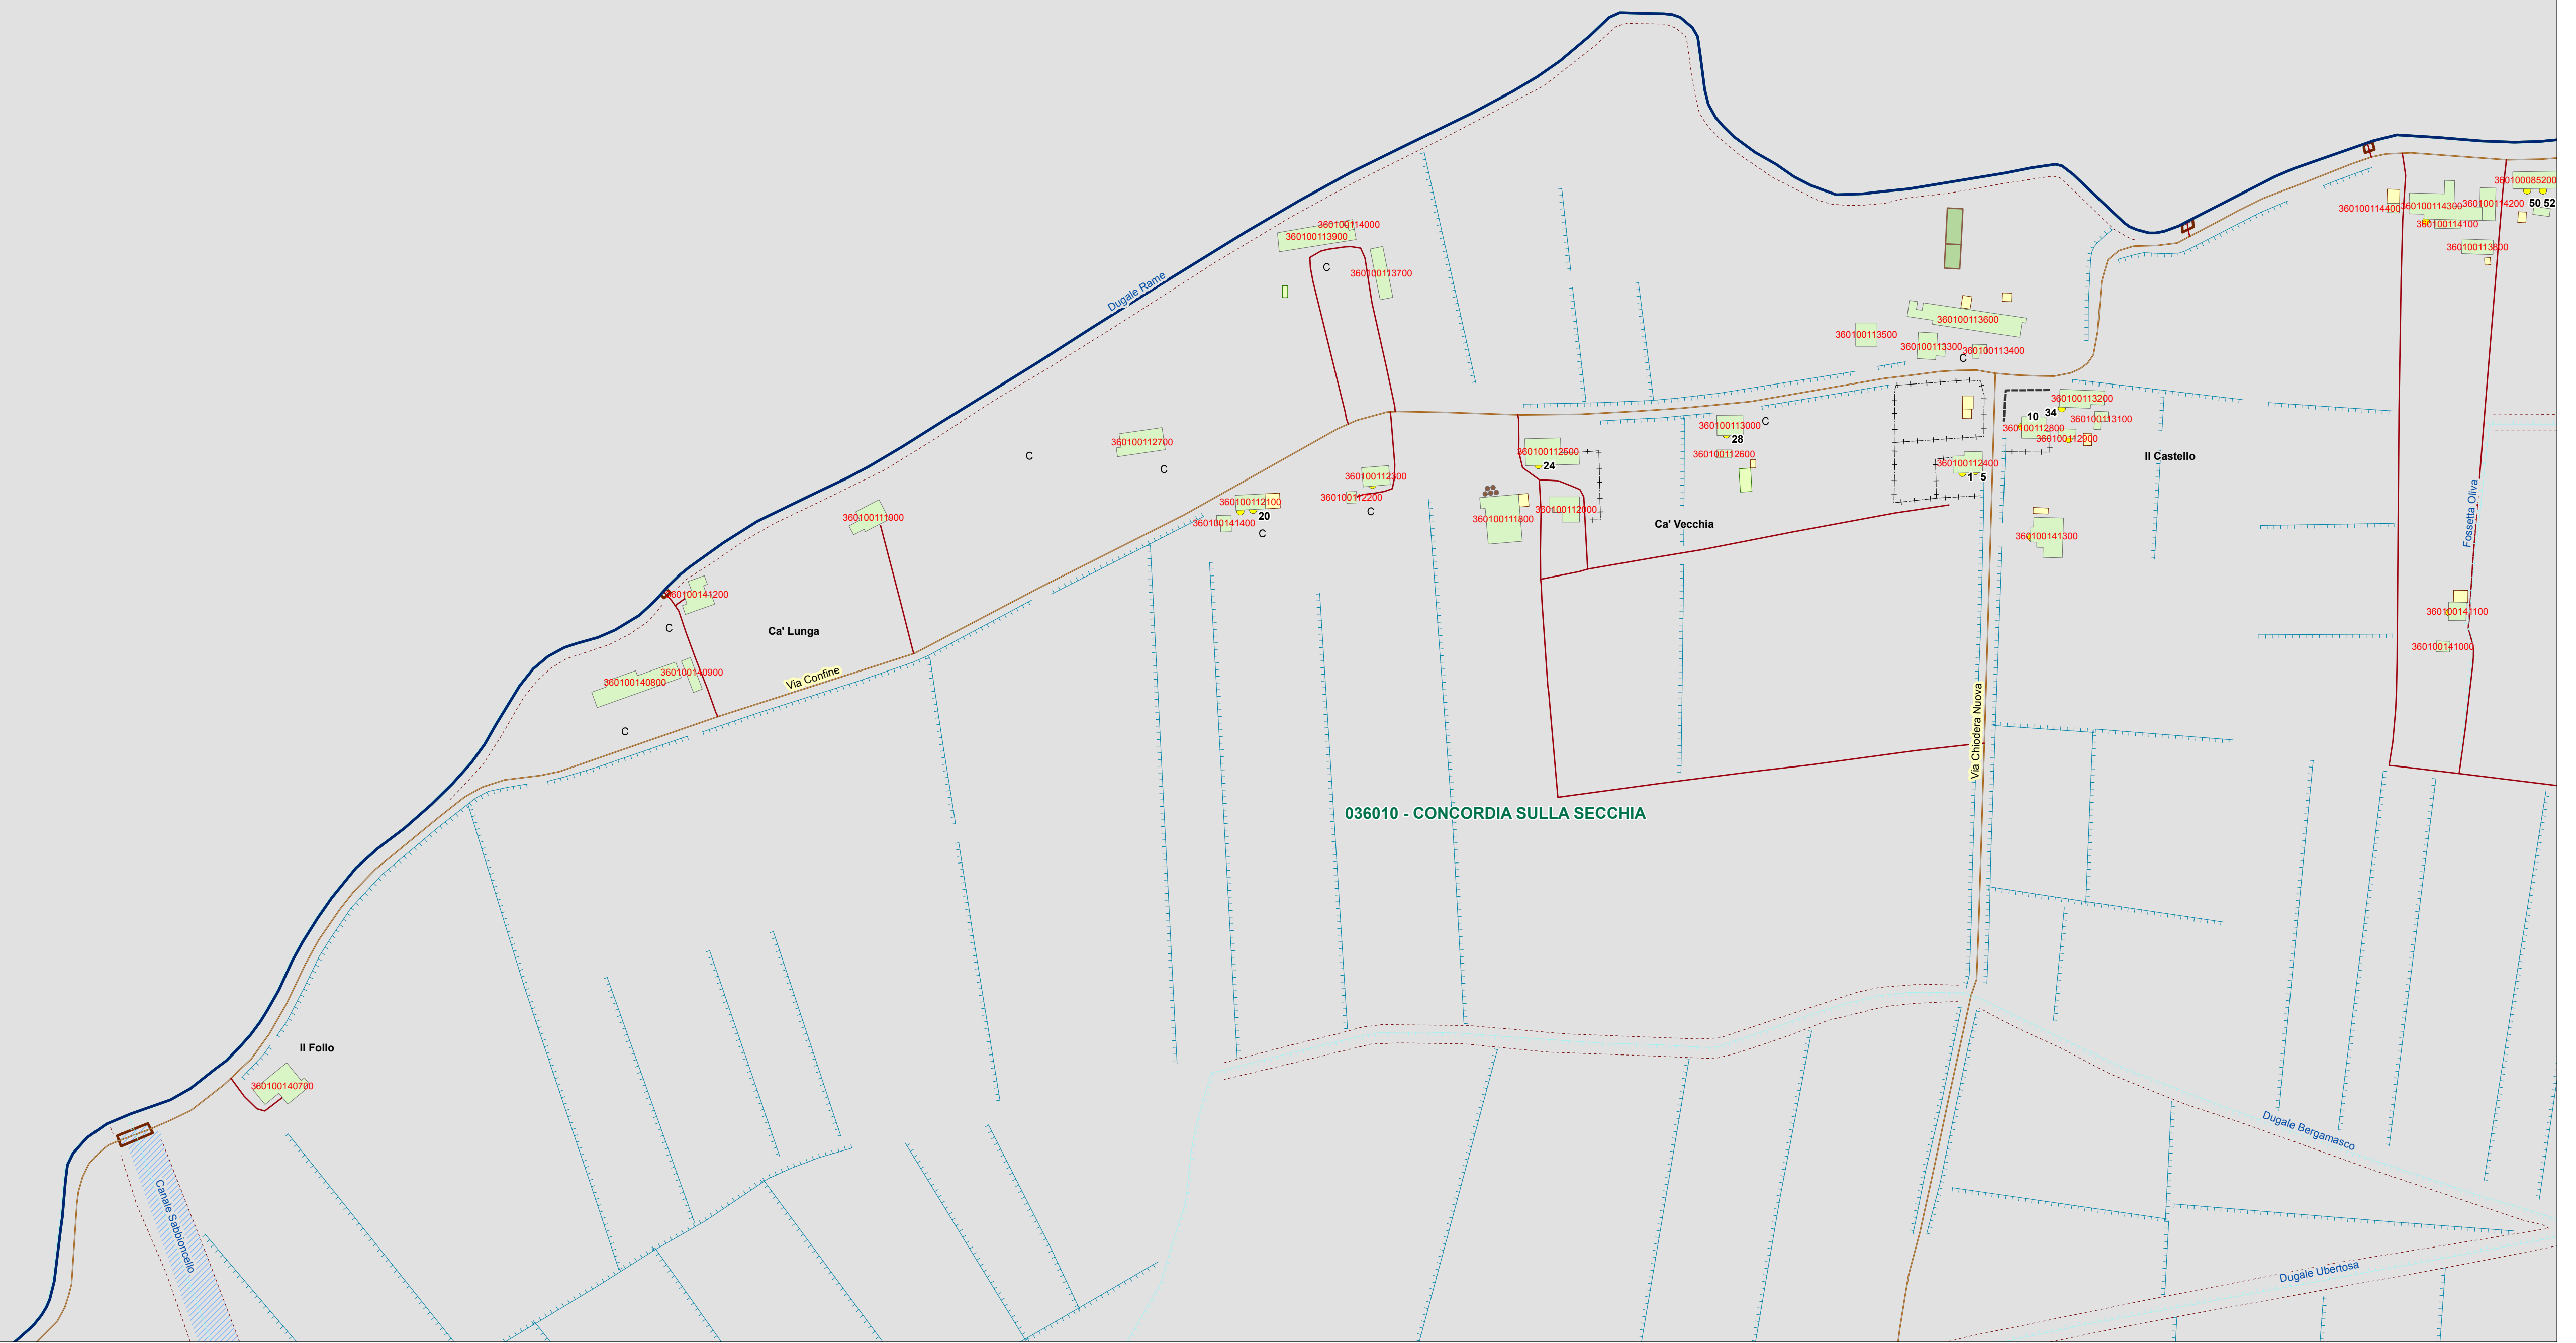 360100085200
360100114400
360100114300
360100114200
50 52
360100114100
360100114000
360100113900
360100113800
C
360100113700
Dugale Rame
360100113600
360100113500
360100113300
360100113400
C
360100113200
10
34
360100113100
360100113000
C
360100112800
28
360100112900
360100112700
C
C
360100112600
360100112500
24
360100112400
1
5
Il Castello
360100112300
360100112200
C
360100112100
20
360100141400
C
360100111900
360100111800
360100112000
Ca' Vecchia
360100141300
Fossetta Oliva
360100141200
C
Ca' Lunga
360100141100
360100141000
360100140900
360100140800
Via Confine
C
Via Chiodera Nuova
036010 - CONCORDIA SULLA SECCHIA
Il Follo
360100140700
Dugale Bergamasco
Canale Sabbioncello
Dugale Ubertosa